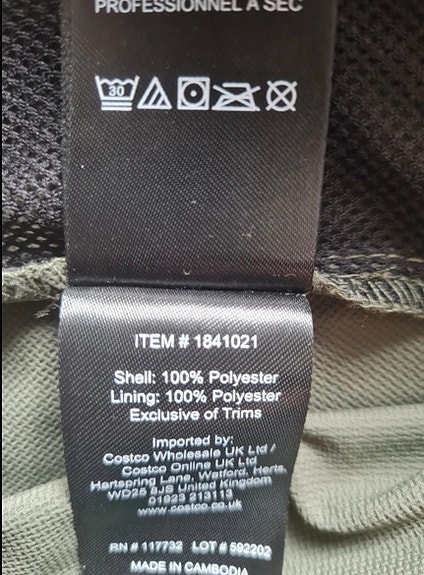 PROFESSIONNEL A SEC
30
ITEM # 1841021
Shell: 100% Polyester
Lining: 100% Polyester
Exclusive of Trims
Imported by:
Costco Wholesale UK Ltd /
Costco Online UK Ltd
Hartspring Lane, Watford, Herts,
WD25 8JS United Kingdom
01923 213113
www.costco.co.uk
RN # 117732 LOT # 592202
MADE IN CAMBODIA